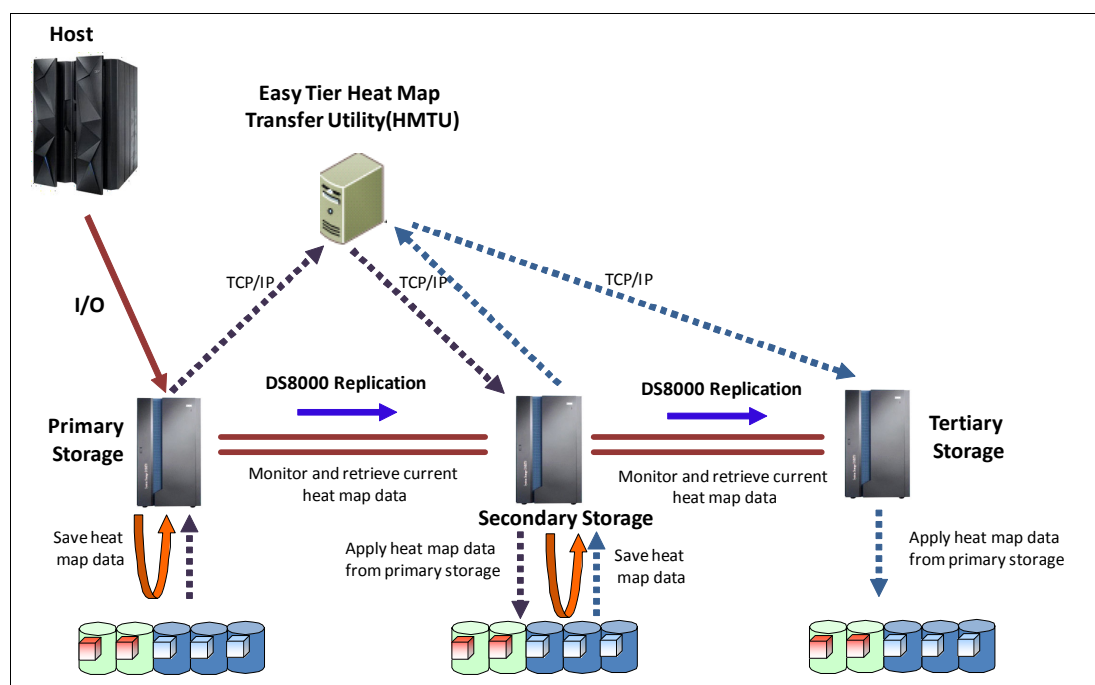 Host
Easy Tier Heat Map
Transfer Utility(HMTU)
TCP/IP
TCP/IP
TCP/IP
I/O
DS8000 Replication
DS8000 Replication
Primary
Storage
Tertiary
Storage
Monitor and retrieve current
heat map data
Monitor and retrieve current
heat map data
Secondary Storage
Save heat
map data
Apply heat map data
from primary storage
Save heat
map data
Apply heat map data
from primary storage